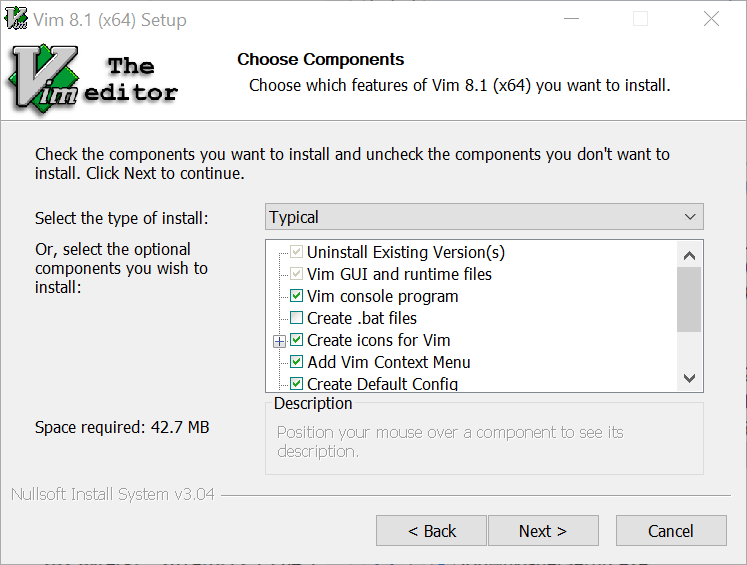 Vim 8.1 (x64) Setup
Vim The editor
Choose Components
Choose which features of Vim 8.1 (x64) you want to install.
Check the components you want to install and uncheck the components you don't want to
install. Click Next to continue.
Select the type of install:
Typical
Or, select the optional
components you wish to
install:
Uninstall Existing Version(s)
Vim GUI and runtime files
Vim console program
Create .bat files
Create icons for Vim
Add Vim Context Menu
Create Default Config
Space required: 42.7 MB
Description
Position your mouse over a component to see its
description.
Nullsoft Install System v3.04
< Back
Next >
Cancel